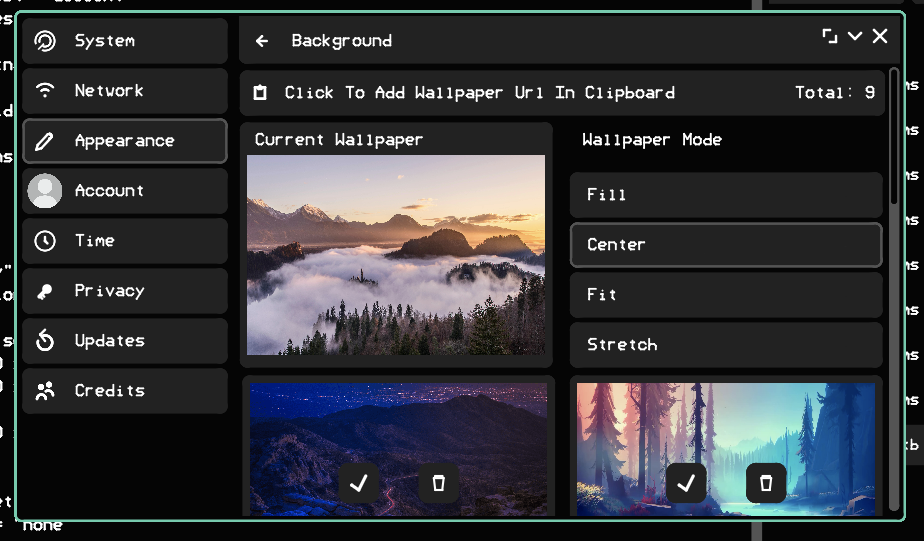 System
Network
Appearance
Account
Time
Privacy
Updates
Credits
Background
Click To Add Wallpaper Url In Clipboard
Total: 9
Current Wallpaper
Wallpaper Mode
Fill
Center
Fit
Stretch
none